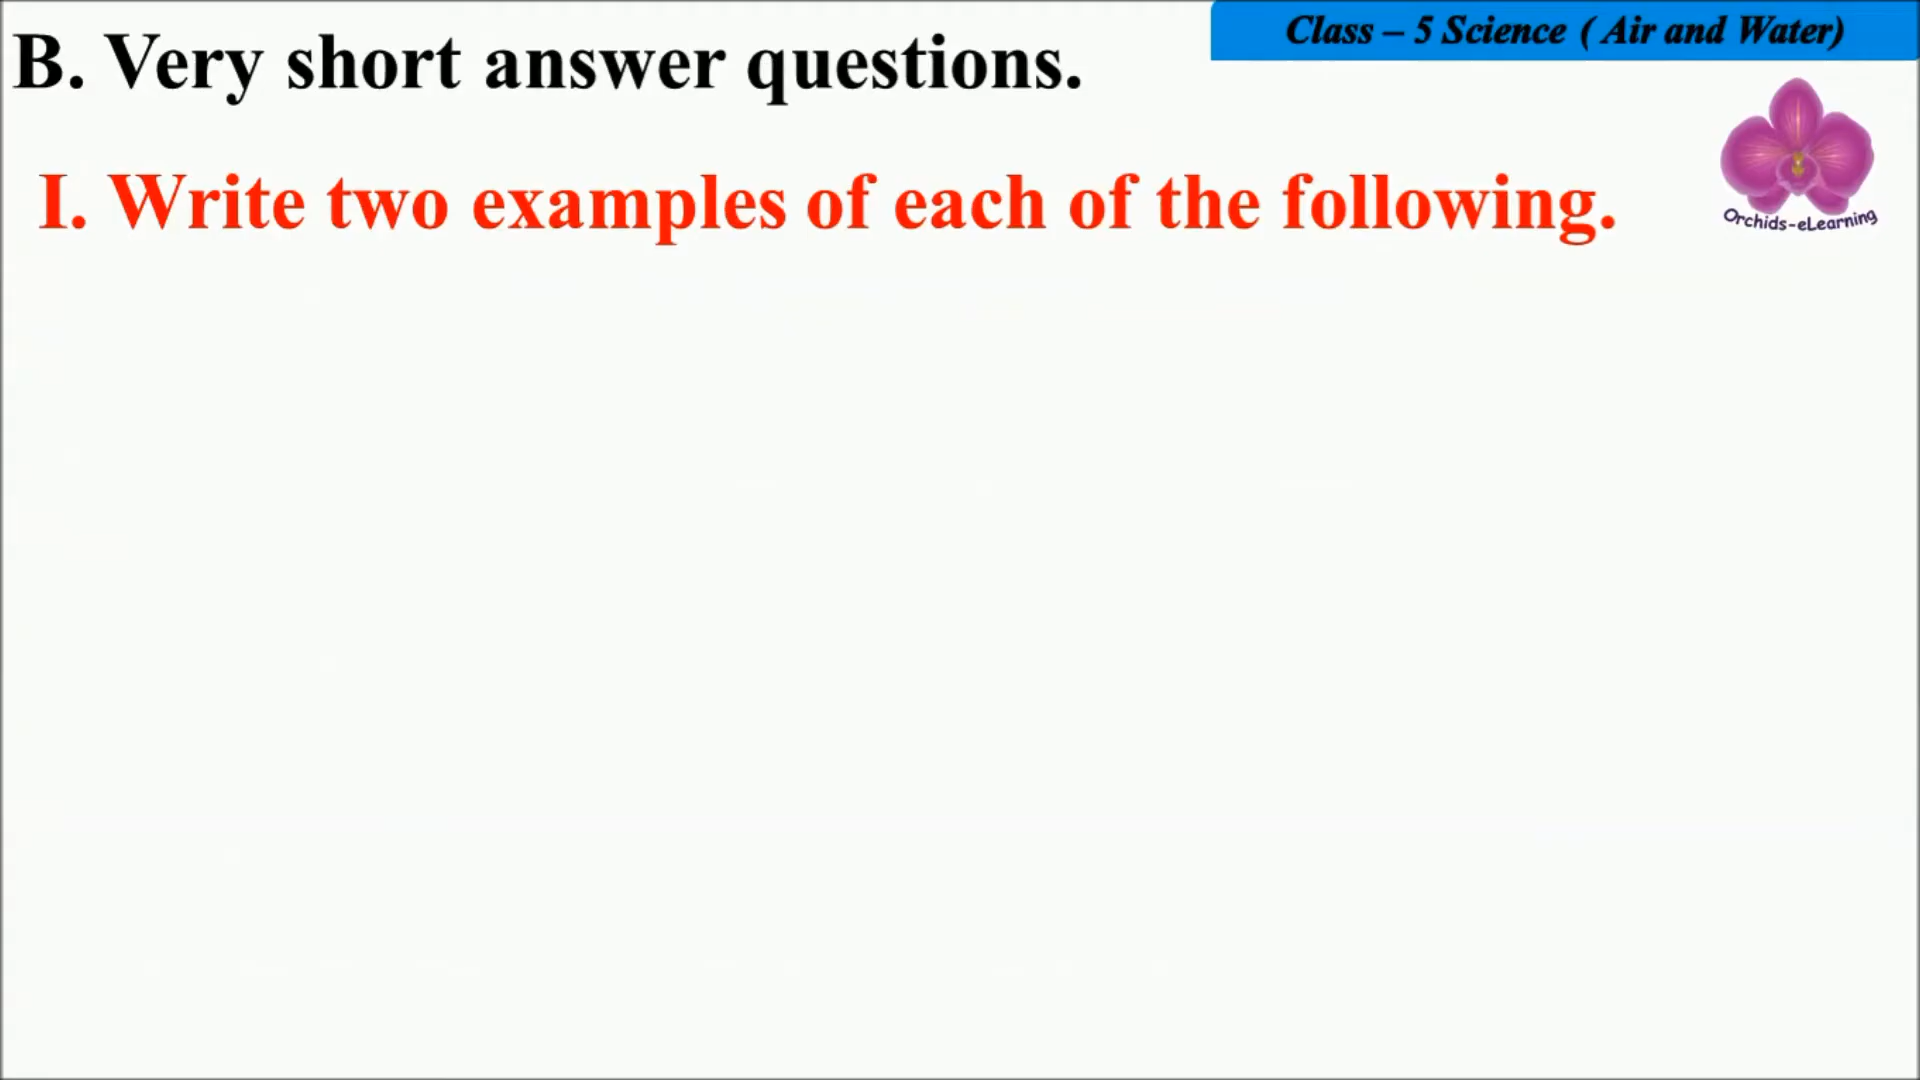 Class – 5 Science ( Air and Water)
B. Very short answer questions.
I. Write two examples of each of the following.
Orchids-eLearning